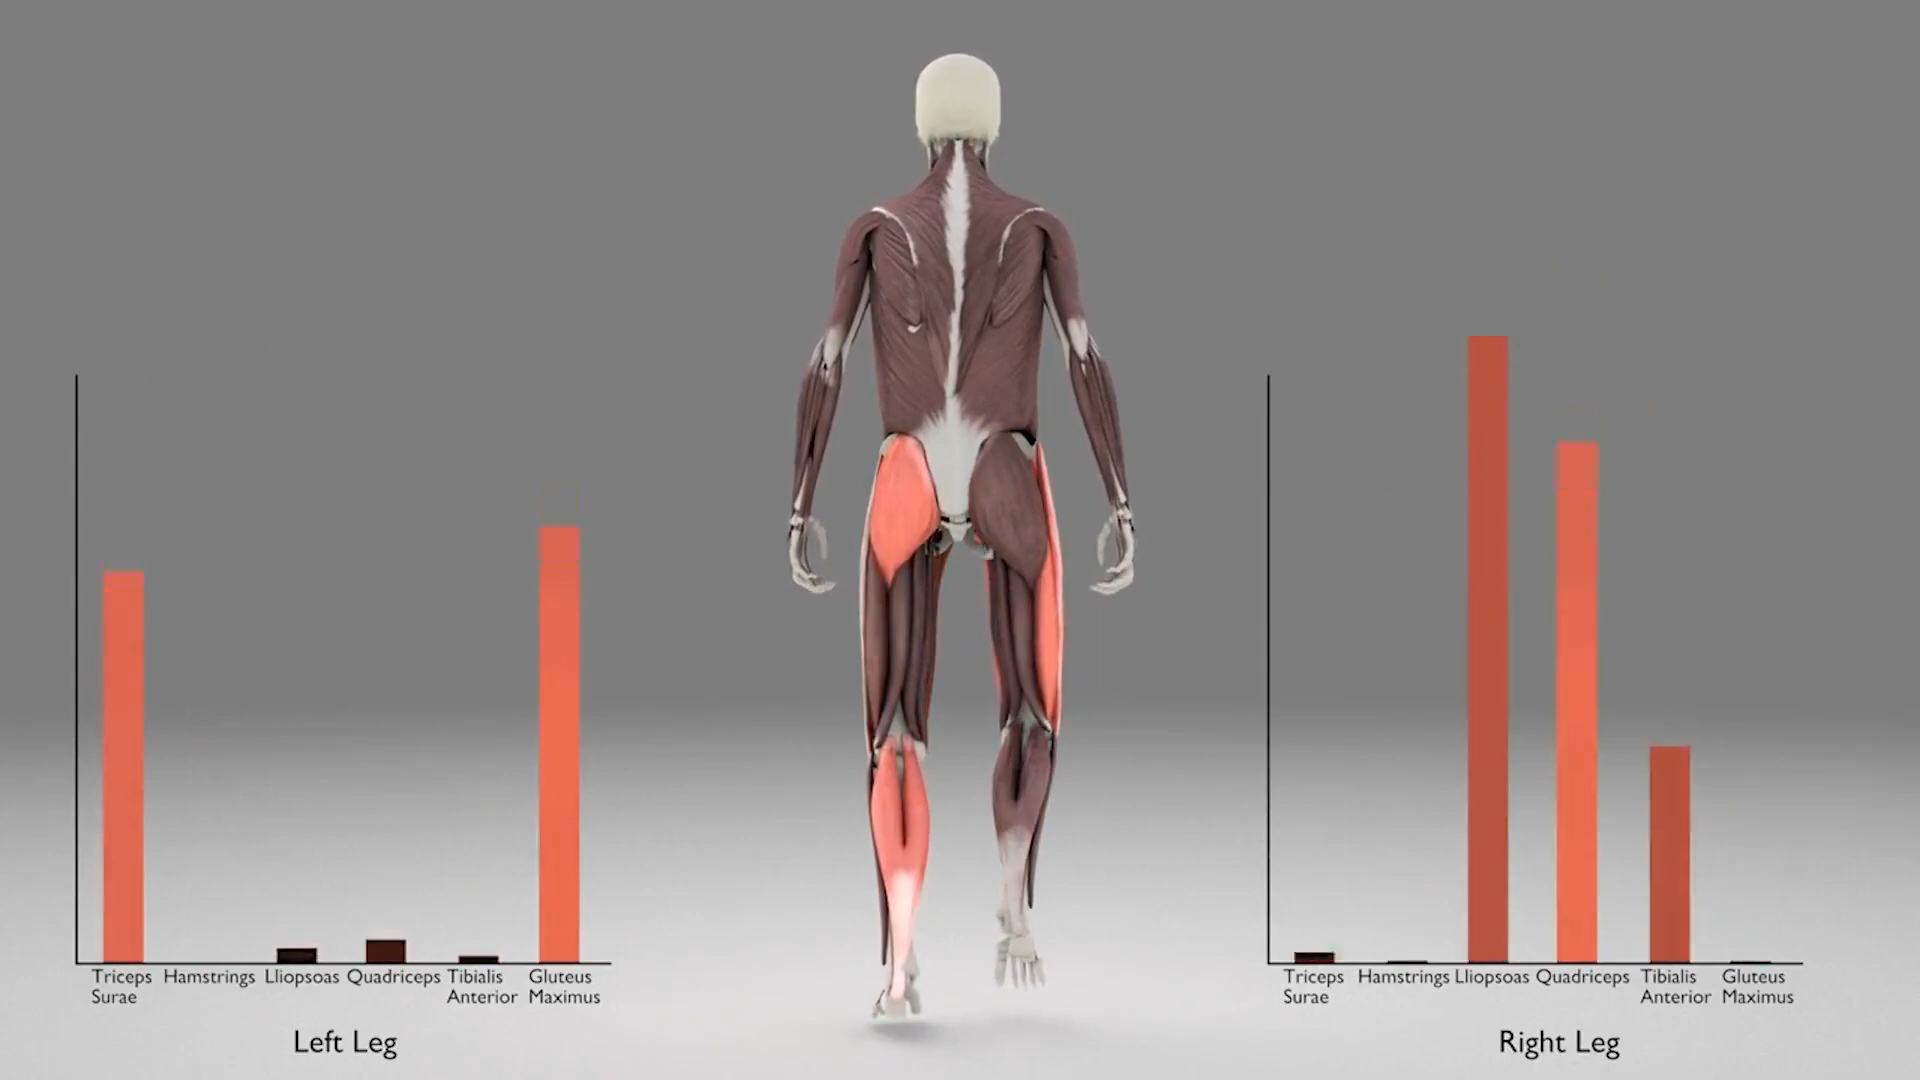 Triceps Surae
Hamstrings
Lliopsoas
Quadriceps
Tibialis Anterior
Gluteus Maximus
Left Leg
Triceps Surae
Hamstrings
Lliopsoas
Quadriceps
Tibialis Anterior
Gluteus Maximus
Right Leg